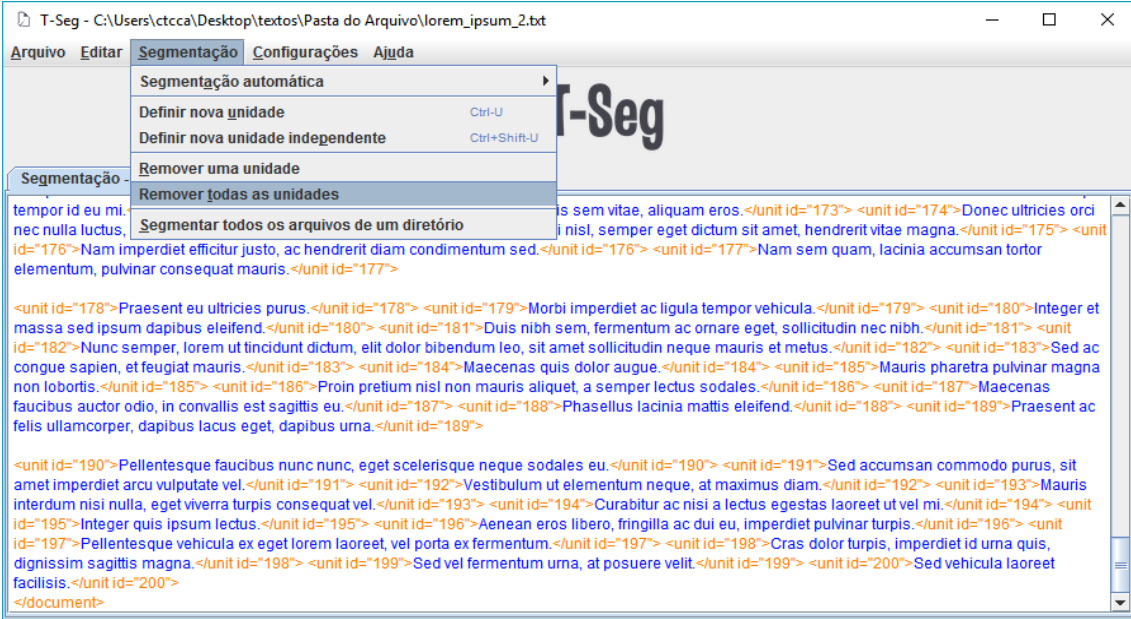 T-Seg - C:\Users\ctcca\Desktop\textos\Pasta do Arquivo\lorem_ipsum_2.txt
Arquivo Editar Segmentação Configurações Ajuda
Segmentação automática
Definir nova unidade Ctrl-U
Definir nova unidade independente Ctrl+Shift-U
Remover uma unidade
Remover todas as unidades
Segmentar todos os arquivos de um diretório
T-Seg
Segmentação -
tempor id eu mi. is sem vitae, aliquam eros.</unit id="173"> <unit id="174">Donec ultricies orci
nec nulla luctus, i nisl, semper eget dictum sit amet, hendrerit vitae magna.</unit id="175"> <unit
id="176">Nam imperdiet efficitur justo, ac hendrerit diam condimentum sed.</unit id="176"> <unit id="177">Nam sem quam, lacinia accumsan tortor
elementum, pulvinar consequat mauris.</unit id="177">
<unit id="178">Praesent eu ultricies purus.</unit id="178"> <unit id="179">Morbi imperdiet ac ligula tempor vehicula.</unit id="179"> <unit id="180">Integer et
massa sed ipsum dapibus eleifend.</unit id="180"> <unit id="181">Duis nibh sem, fermentum ac ornare eget, sollicitudin nec nibh.</unit id="181"> <unit
id="182">Nunc semper, lorem ut tincidunt dictum, elit dolor bibendum leo, sit amet sollicitudin neque mauris et metus.</unit id="182"> <unit id="183">Sed ac
congue sapien, et feugiat mauris.</unit id="183"> <unit id="184">Maecenas quis dolor augue.</unit id="184"> <unit id="185">Mauris pharetra pulvinar magna
non lobortis.</unit id="185"> <unit id="186">Proin pretium nisl non mauris aliquet, a semper lectus sodales.</unit id="186"> <unit id="187">Maecenas
faucibus auctor odio, in convallis est sagittis eu.</unit id="187"> <unit id="188">Phasellus lacinia mattis eleifend.</unit id="188"> <unit id="189">Praesent ac
felis ullamcorper, dapibus lacus eget, dapibus urna.</unit id="189">
<unit id="190">Pellentesque faucibus nunc nunc, eget scelerisque neque sodales eu.</unit id="190"> <unit id="191">Sed accumsan commodo purus, sit
amet imperdiet arcu vulputate vel.</unit id="191"> <unit id="192">Vestibulum ut elementum neque, at maximus diam.</unit id="192"> <unit id="193">Mauris
interdum nisi nulla, eget viverra turpis consequat vel.</unit id="193"> <unit id="194">Curabitur ac nisi a lectus egestas laoreet ut vel mi.</unit id="194"> <unit
id="195">Integer quis ipsum lectus.</unit id="195"> <unit id="196">Aenean eros libero, fringilla ac dui eu, imperdiet pulvinar turpis.</unit id="196"> <unit
id="197">Pellentesque vehicula ex eget lorem laoreet, vel porta ex fermentum.</unit id="197"> <unit id="198">Cras dolor turpis, imperdiet id urna quis,
dignissim sagittis magna.</unit id="198"> <unit id="199">Sed vel fermentum urna, at posuere velit.</unit id="199"> <unit id="200">Sed vehicula laoreet
facilisis.</unit id="200">
</document>